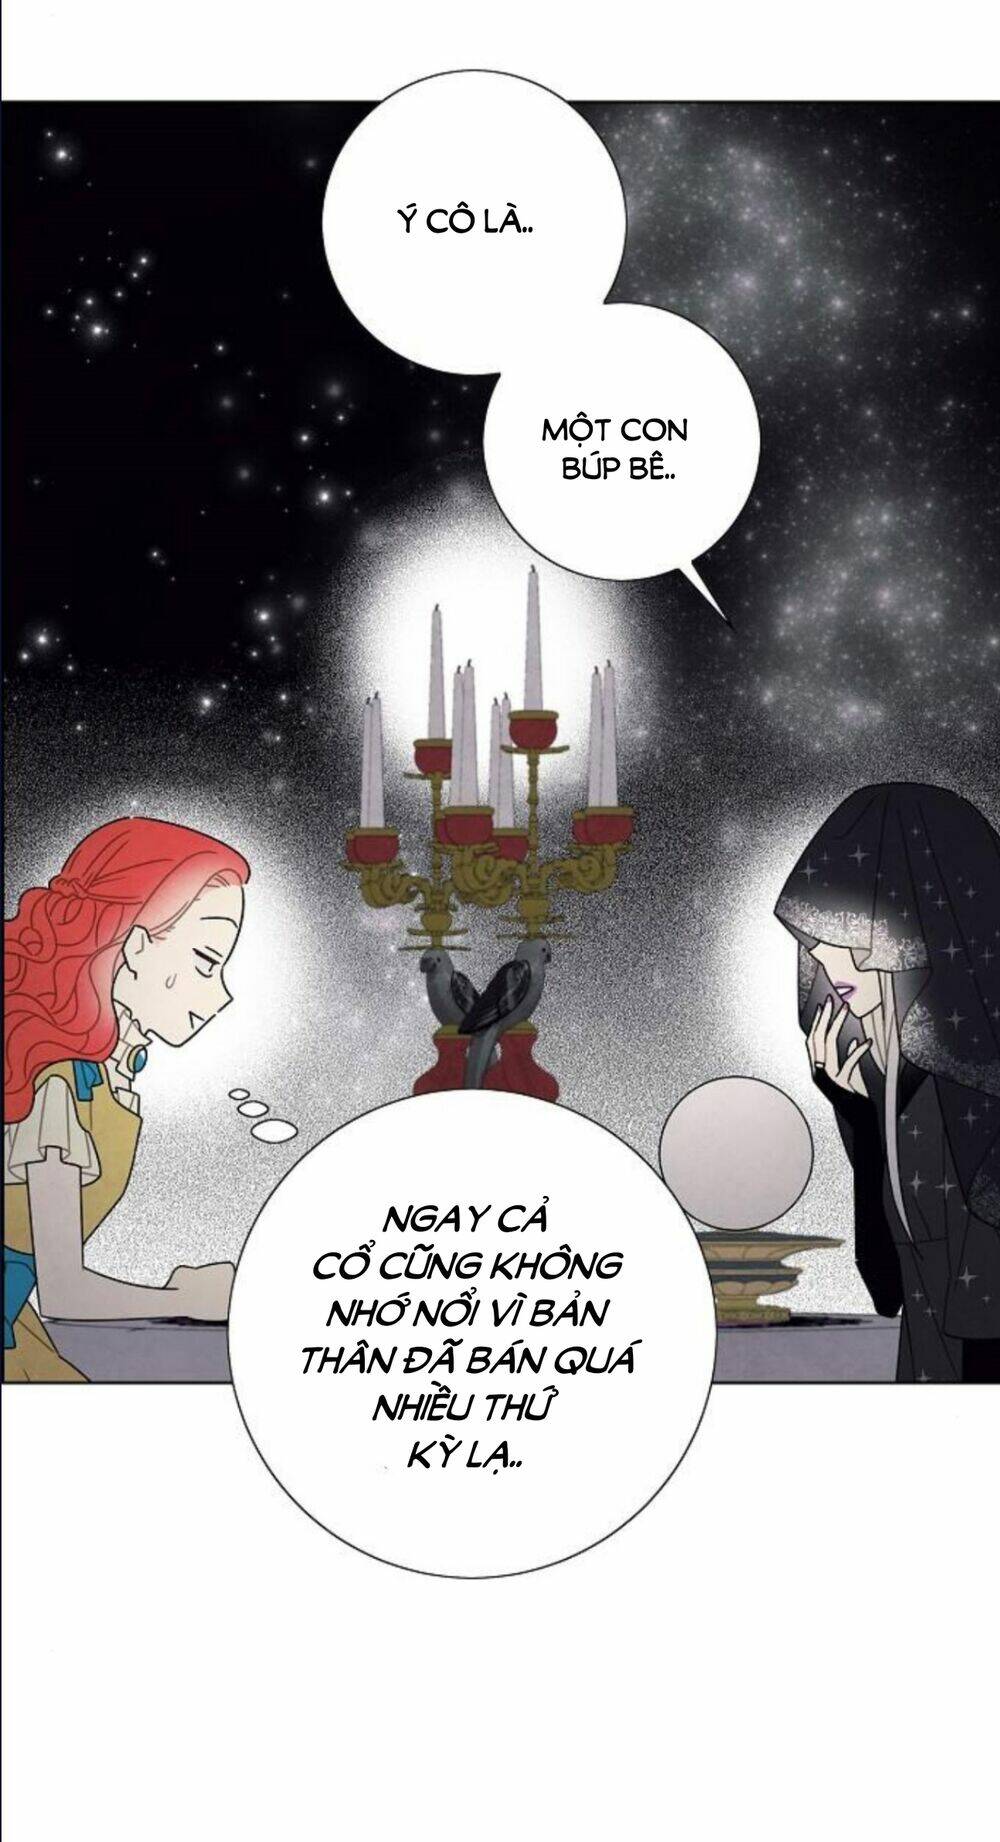 Ý CÔ LÀ..
MỘT CON
BÚP BÊ..
NGAY CẢ
CỔ CŨNG KHÔNG
NHỚ NỔI VÌ BẢN
THÂN ĐÃ BÁN QUÁ
NHIỀU THỨ
KỲ LẠ..